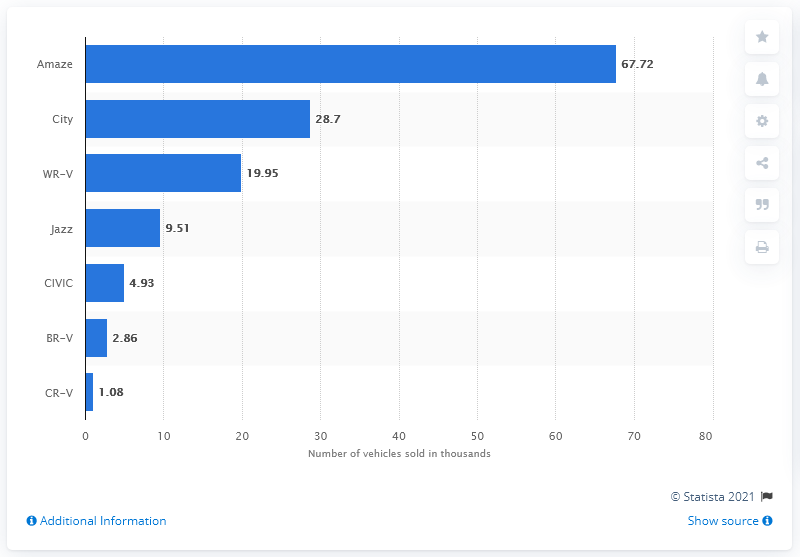 Amaze 67.72
City 28.7
WR-V 19.95
Jazz 9.51
CIVIC 4.93
BR-V 2.86
CR-V 1.08
0 10 20 30 40 50 60 70 80
Number of vehicles sold in thousands
© Statista 2021
Additional Information Show source